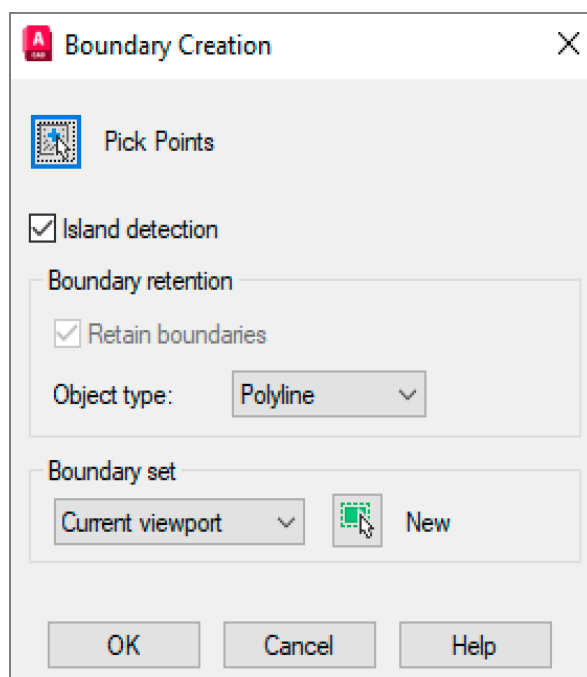 A
CAD
Boundary Creation
Pick Points
Island detection
Boundary retention
Retain boundaries
Object type:
Polyline
Boundary set
Current viewport
New
OK
Cancel
Help